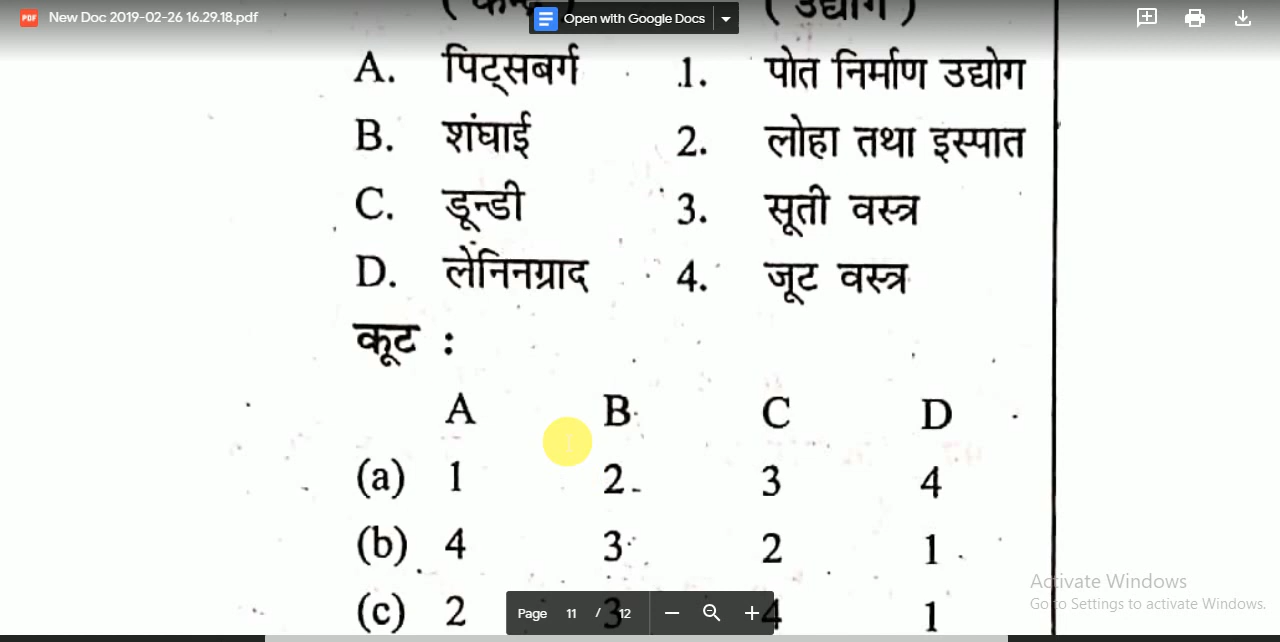 New Doc 2019-02-26 16.29.18.pdf
Open with Google Docs
( उद्योग )
A. पिट्सबर्ग 1. पोत निर्माण उद्योग
B. शंघाई 2. लोहा तथा इस्पात
C. डून्डी 3. सूती वस्त्र
D. लेनिनग्राद 4. जूट वस्त्र
कूट :
A B C D
(a) 1 2 3 4
(b) 4 3 2 1
(c) 2 3 4 1
Page 11 / 12
Activate Windows
Go to Settings to activate Windows.